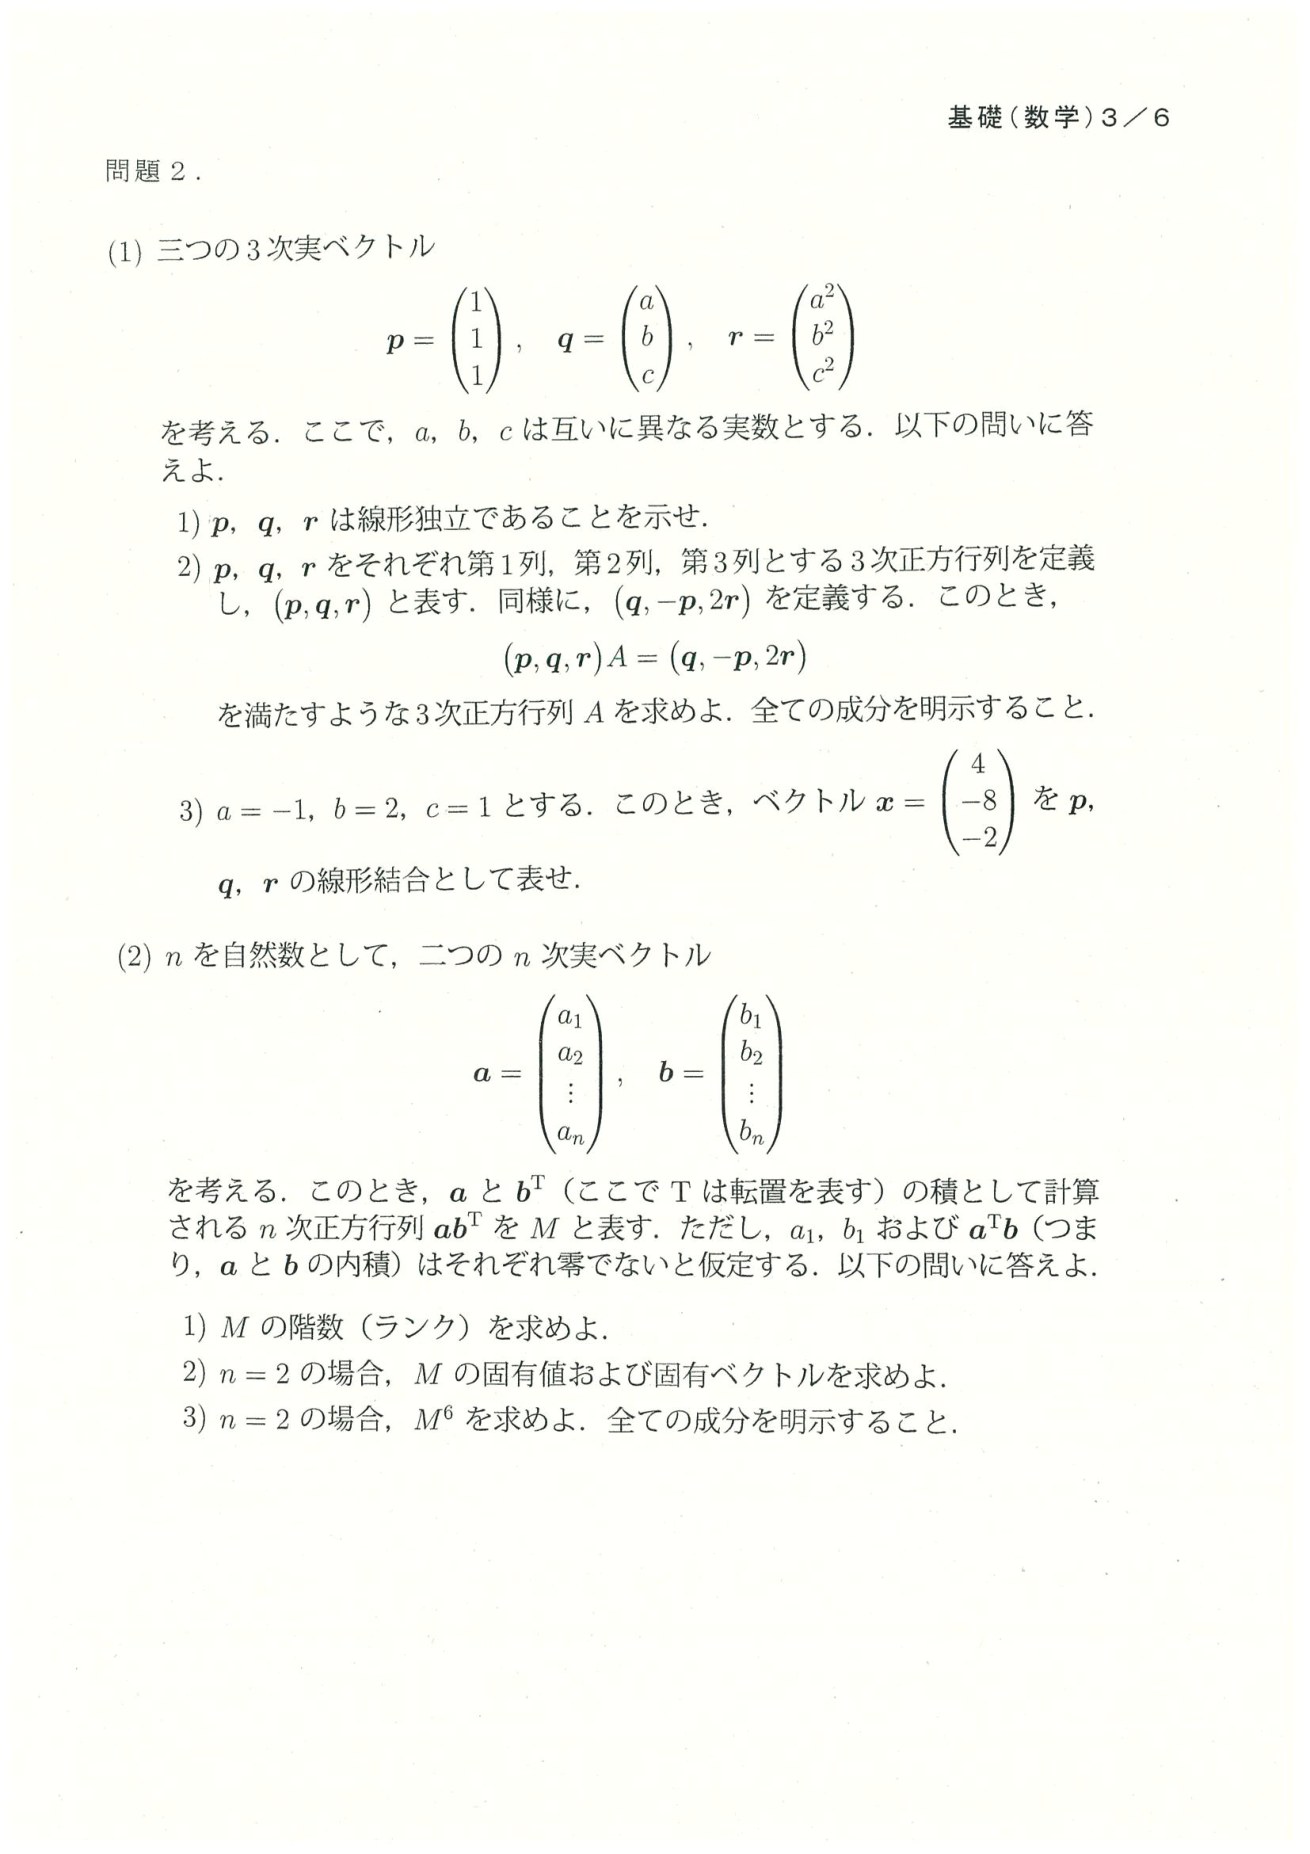 基礎(数学)3／6
問題2．
(1) 三つの3次実ベクトル
p = (1 1 1), q = (a b c), r = (a² b² c²)
を考える．ここで，a，b，c は互いに異なる実数とする．以下の問いに答
えよ．
1) p，q，r は線形独立であることを示せ．
2) p，q，r をそれぞれ第1列，第2列，第3列とする3次正方行列を定義
し，(p, q, r) と表す．同様に，(q, −p, 2r) を定義する．このとき，
(p, q, r)A = (q, −p, 2r)
を満たすような3次正方行列 A を求めよ．全ての成分を明示すること．
3) a = −1，b = 2，c = 1 とする．このとき，ベクトル x = (4 −8 −2) を p，
q，r の線形結合として表せ．
(2) n を自然数として，二つの n 次実ベクトル
a = (a₁ a₂ ⋮ aₙ), b = (b₁ b₂ ⋮ bₙ)
を考える．このとき，a と bᵀ（ここで T は転置を表す）の積として計算
される n 次正方行列 abᵀ を M と表す．ただし，a₁，b₁ および aᵀb（つま
り，a と b の内積）はそれぞれ零でないと仮定する．以下の問いに答えよ．
1) M の階数（ランク）を求めよ．
2) n = 2 の場合，M の固有値および固有ベクトルを求めよ．
3) n = 2 の場合，M⁶ を求めよ．全ての成分を明示すること．